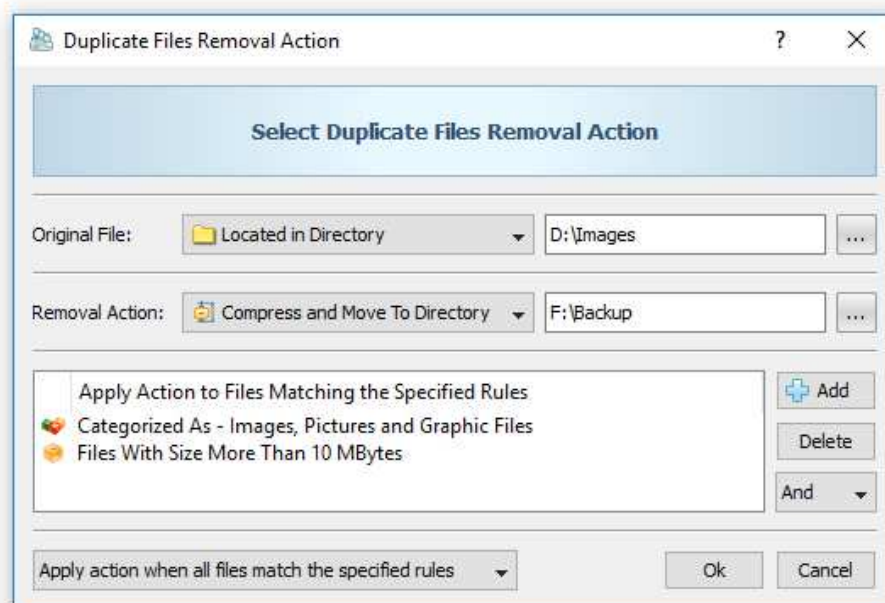 Duplicate Files Removal Action ?
Select Duplicate Files Removal Action
Original File: Located in Directory D:\Images ...
Removal Action: Compress and Move To Directory F:\Backup ...
Apply Action to Files Matching the Specified Rules
Categorized As - Images, Pictures and Graphic Files
Files With Size More Than 10 MBytes
Add
Delete
And
Apply action when all files match the specified rules Ok Cancel